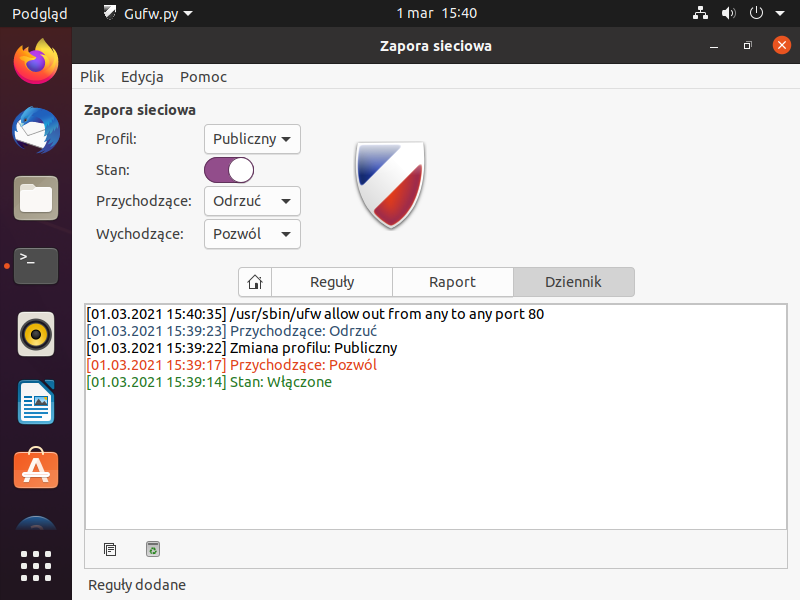 Podgląd Gufw.py 1 mar 15:40
Zapora sieciowa
Plik Edycja Pomoc
Zapora sieciowa
Profil: Publiczny
Stan:
Przychodzące: Odrzuć
Wychodzące: Pozwól
Reguły Raport Dziennik
[01.03.2021 15:40:35] /usr/sbin/ufw allow out from any to any port 80
[01.03.2021 15:39:23] Przychodzące: Odrzuć
[01.03.2021 15:39:22] Zmiana profilu: Publiczny
[01.03.2021 15:39:17] Przychodzące: Pozwól
[01.03.2021 15:39:14] Stan: Włączone
Reguły dodane